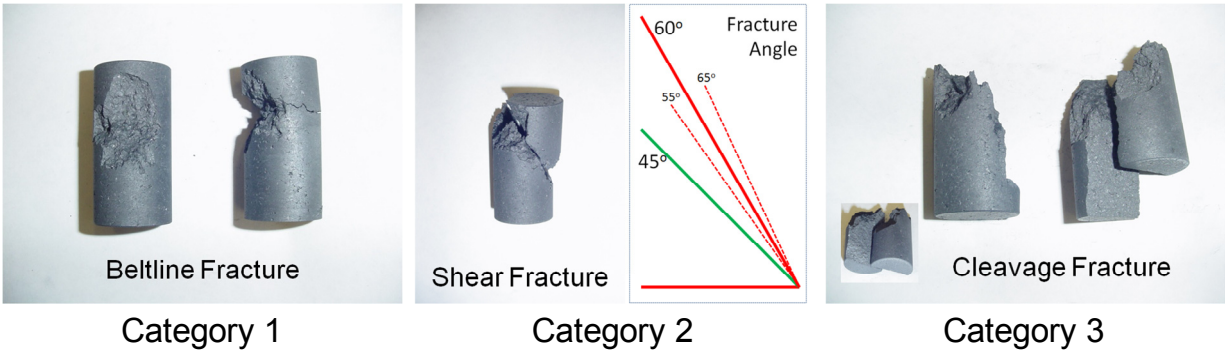 Beltline Fracture
Shear Fracture
Fracture
Angle
60°
65°
55°
45°
Cleavage Fracture
Category 1
Category 2
Category 3